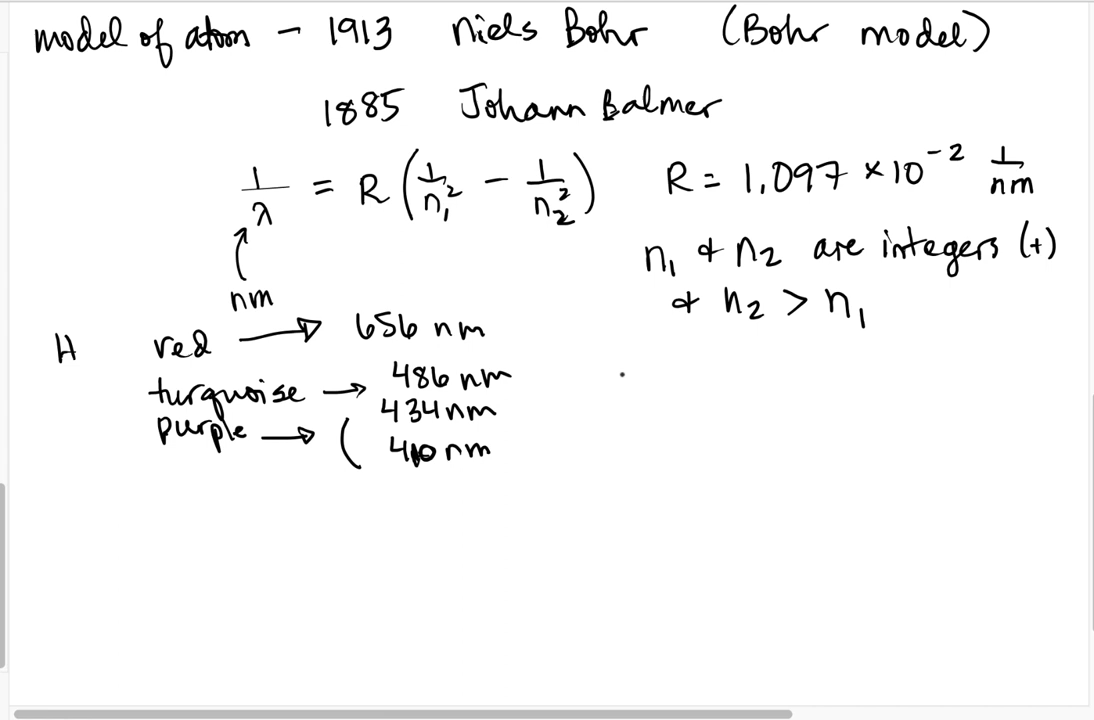 model of atom - 1913 Niels Bohr (Bohr model)
1885 Johann Balmer
1/λ = R(1/n₁² - 1/n₂²) R = 1.097 × 10⁻² 1/nm
n₁ & n₂ are integers (+)
& n₂ > n₁
nm
H red → 656 nm
turquoise → 486 nm
434 nm
purple → ( 410 nm